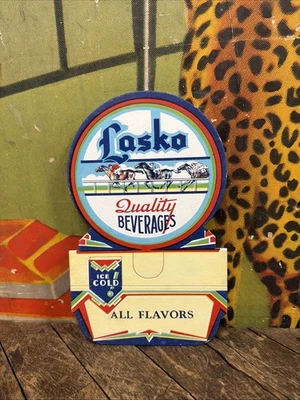 Lasko
Quality
BEVERAGES
ICE
COLD!
ALL FLAVORS